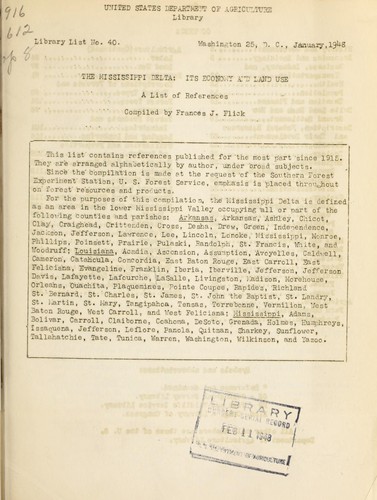 UNITED STATES DEPARTMENT OF AGRICULTURE
Library
Library List No. 40.
Washington 25, D. C., January, 1948
THE MISSISSIPPI DELTA: ITS ECONOMY AND LAND USE
A List of References
Compiled by Frances J. Flick
This list contains references published for the most part since 1915.
They are arranged alphabetically by author, under broad subjects.
Since the compilation is made at the request of the Southern Forest
Experiment Station, U. S. Forest Service, emphasis is placed throughout
on forest resources and products.
For the purposes of this compilation, the Mississippi Delta is defined
as an area in the lower Mississippi Valley occupying all or part of the
following counties and parishes: Arkansas, Arkansas, Ashley, Chicot,
Clay, Craighead, Crittenden, Cross, Desha, Drew, Green, Independence,
Jackson, Jefferson, Lawrence, Lee, Lincoln, Lonoke, Mississippi, Monroe,
Phillips, Poinsett, Prairie, Pulaski, Randolph, St. Francis, White, and
Woodruff; Louisiana, Acadia, Ascension, Assumption, Avoyelles, Caldwell,
Cameron, Catahoula, Concordia, East Baton Rouge, East Carroll, East
Felicisna, Evangeline, Franklin, Iberia, Iberville, Jefferson, Jefferson
Davis, Lafayette, Lafourche, LaSalle, Livingston, Madison, Morehouse,
Orleans, Ouachita, Plaquemines, Pointe Coupee, Rapides, Richland
St. Bernard, St. Charles, St. James, St. John the Baptist, St. Landry,
St. Martin, St. Mary, Tangipahoa, Tensas, Terrebonne, Vermilion, West
Baton Rouge, West Carroll, and West Felicisna; Mississippi, Adams,
Bolivar, Carroll, Claiborne, Coahoma, DeSoto, Grenada, Holmes, Humphreys,
Issaquena, Jefferson, Leflore, Panola, Quitman, Sharkey, Sunflower,
Tallahatchie, Tate, Tunica, Warren, Washington, Wilkinson, and Yazoo.
LIBRARY
SERIAL RECORD
FEB 11 1948
U. S. DEPARTMENT OF AGRICULTURE